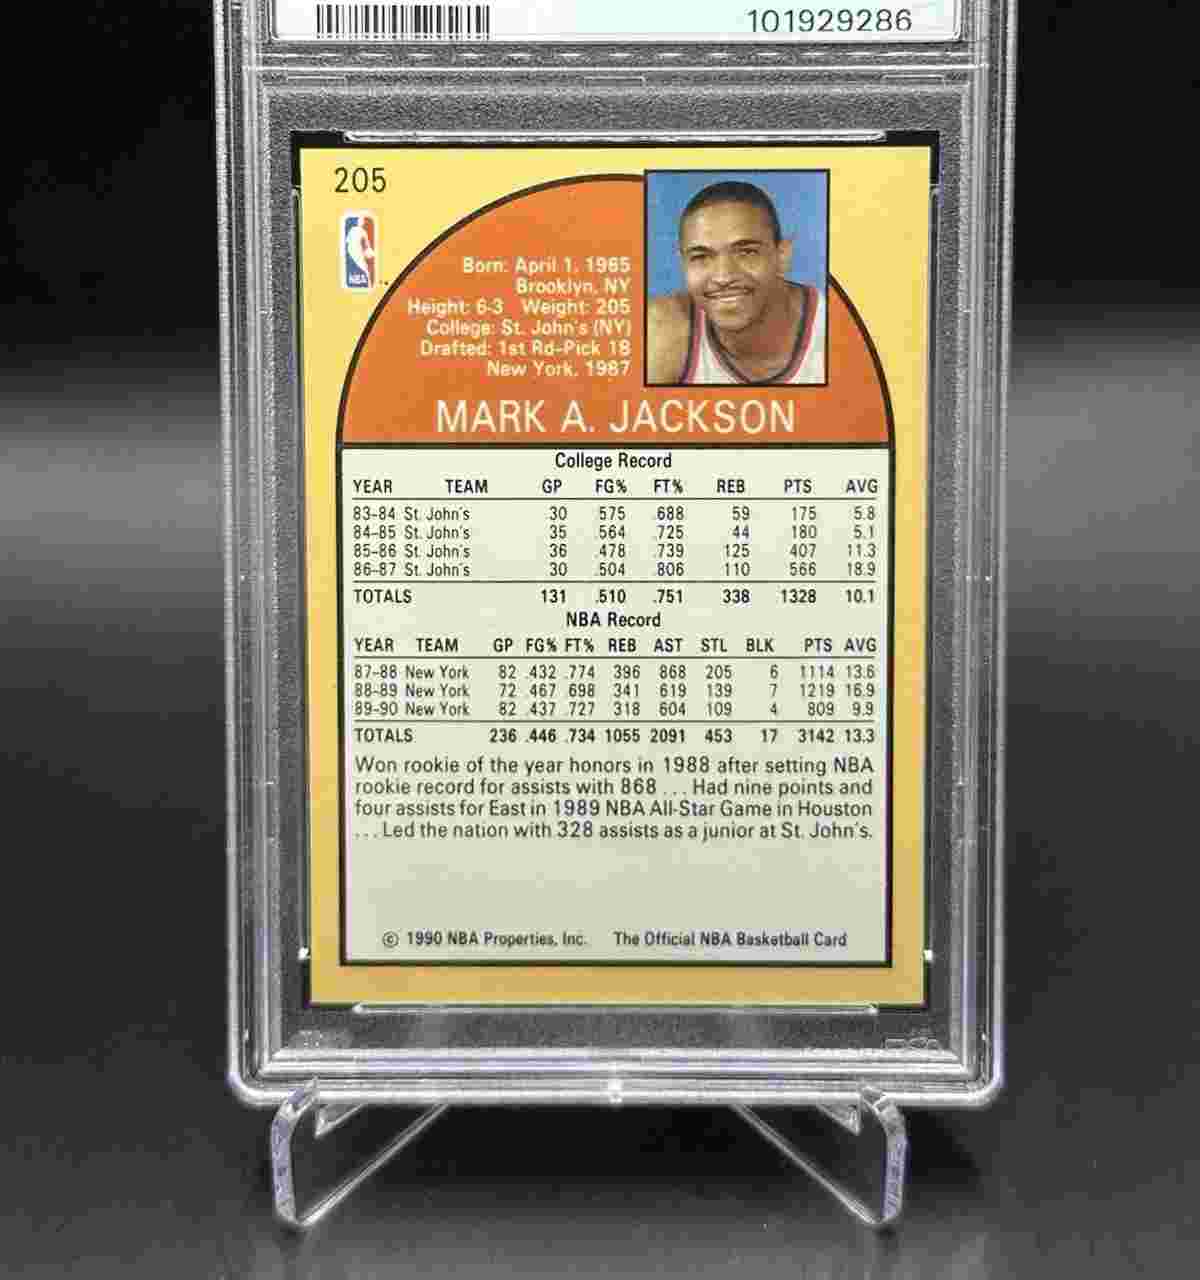 101929286
205
NBA
Born: April 1, 1965
Brooklyn, NY
Height: 6-3 Weight: 205
College: St. John's (NY)
Drafted: 1st Rd-Pick 18
New York, 1987
MARK A. JACKSON
College Record
YEAR TEAM GP FG% FT% REB PTS AVG
83-84 St. John's 30 .575 .688 59 175 5.8
84-85 St. John's 35 .564 .725 44 180 5.1
85-86 St. John's 36 .478 .739 125 407 11.3
86-87 St. John's 30 .504 .806 110 566 18.9
TOTALS 131 .510 .751 338 1328 10.1
NBA Record
YEAR TEAM GP FG% FT% REB AST STL BLK PTS AVG
87-88 New York 82 .432 .774 396 868 205 6 1114 13.6
88-89 New York 72 .467 .698 341 619 139 7 1219 16.9
89-90 New York 82 .437 .727 318 604 109 4 809 9.9
TOTALS 236 .446 .734 1055 2091 453 17 3142 13.3
Won rookie of the year honors in 1988 after setting NBA
rookie record for assists with 868 ... Had nine points and
four assists for East in 1989 NBA All-Star Game in Houston
... Led the nation with 328 assists as a junior at St. John's.
© 1990 NBA Properties, Inc. The Official NBA Basketball Card